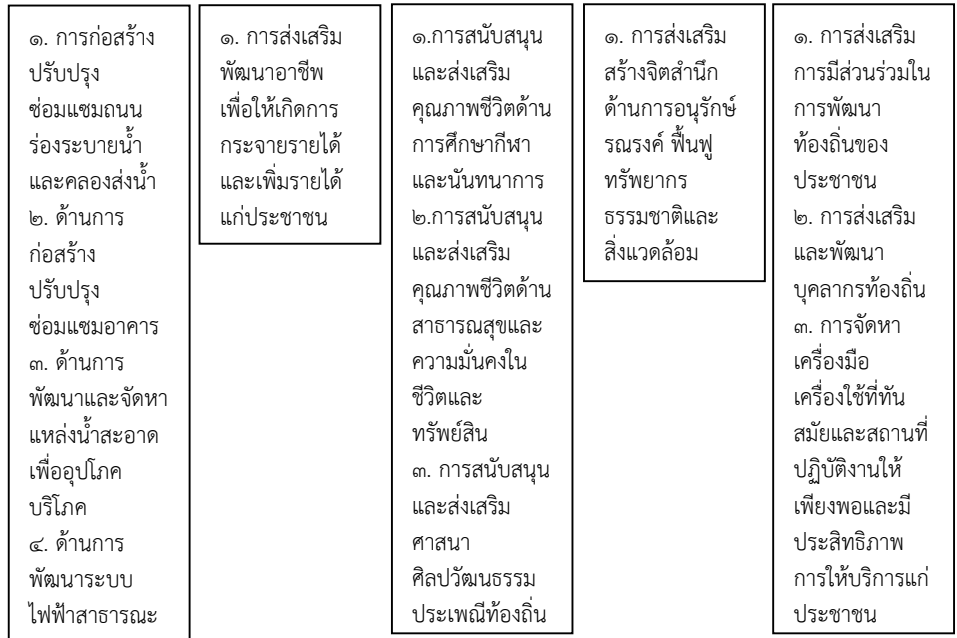 ๑. การก่อสร้าง
ปรับปรุง
ซ่อมแซมถนน
ร่องระบายน้ำ
และคลองส่งน้ำ
๒. ด้านการ
ก่อสร้าง
ปรับปรุง
ซ่อมแซมอาคาร
๓. ด้านการ
พัฒนาและจัดหา
แหล่งน้ำสะอาด
เพื่ออุปโภค
บริโภค
๔. ด้านการ
พัฒนาระบบ
ไฟฟ้าสาธารณะ
๑. การส่งเสริม
พัฒนาอาชีพ
เพื่อให้เกิดการ
กระจายรายได้
และเพิ่มรายได้
แก่ประชาชน
๑.การสนับสนุน
และส่งเสริม
คุณภาพชีวิตด้าน
การศึกษากีฬา
และนันทนาการ
๒.การสนับสนุน
และส่งเสริม
คุณภาพชีวิตด้าน
สาธารณสุขและ
ความมั่นคงใน
ชีวิตและ
ทรัพย์สิน
๓. การสนับสนุน
และส่งเสริม
ศาสนา
ศิลปวัฒนธรรม
ประเพณีท้องถิ่น
๑. การส่งเสริม
สร้างจิตสำนึก
ด้านการอนุรักษ์
รณรงค์ ฟื้นฟู
ทรัพยากร
ธรรมชาติและ
สิ่งแวดล้อม
๑. การส่งเสริม
การมีส่วนร่วมใน
การพัฒนา
ท้องถิ่นของ
ประชาชน
๒. การส่งเสริม
และพัฒนา
บุคลากรท้องถิ่น
๓. การจัดหา
เครื่องมือ
เครื่องใช้ที่ทัน
สมัยและสถานที่
ปฏิบัติงานให้
เพียงพอและมี
ประสิทธิภาพ
การให้บริการแก่
ประชาชน